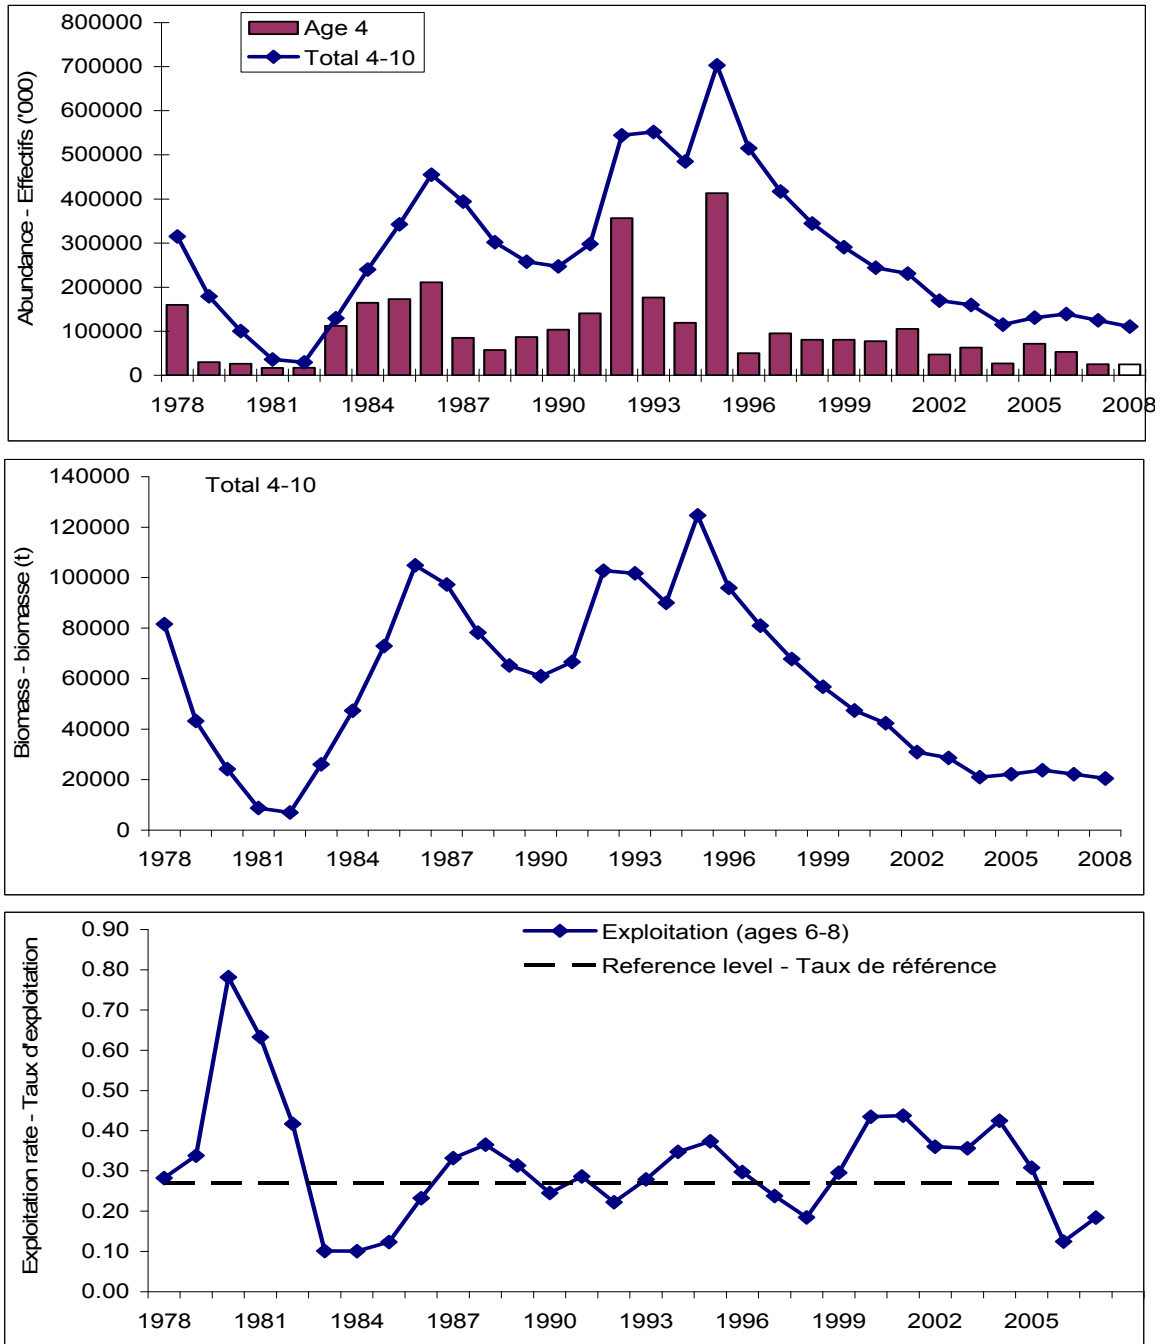 Abundance - Effectifs ('000)
800000
700000
600000
500000
400000
300000
200000
100000
0
Age 4
Total 4-10
1978 1981 1984 1987 1990 1993 1996 1999 2002 2005 2008
Biomass - biomasse (t)
140000
120000
100000
80000
60000
40000
20000
0
Total 4-10
1978 1981 1984 1987 1990 1993 1996 1999 2002 2005 2008
Exploitation rate - Taux d'exploitation
0.90
0.80
0.70
0.60
0.50
0.40
0.30
0.20
0.10
0.00
Exploitation (ages 6-8)
Reference level - Taux de référence
1978 1981 1984 1987 1990 1993 1996 1999 2002 2005